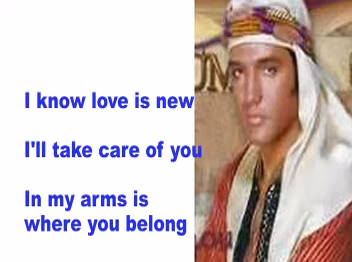 I know love is new
I'll take care of you
In my arms is
where you belong